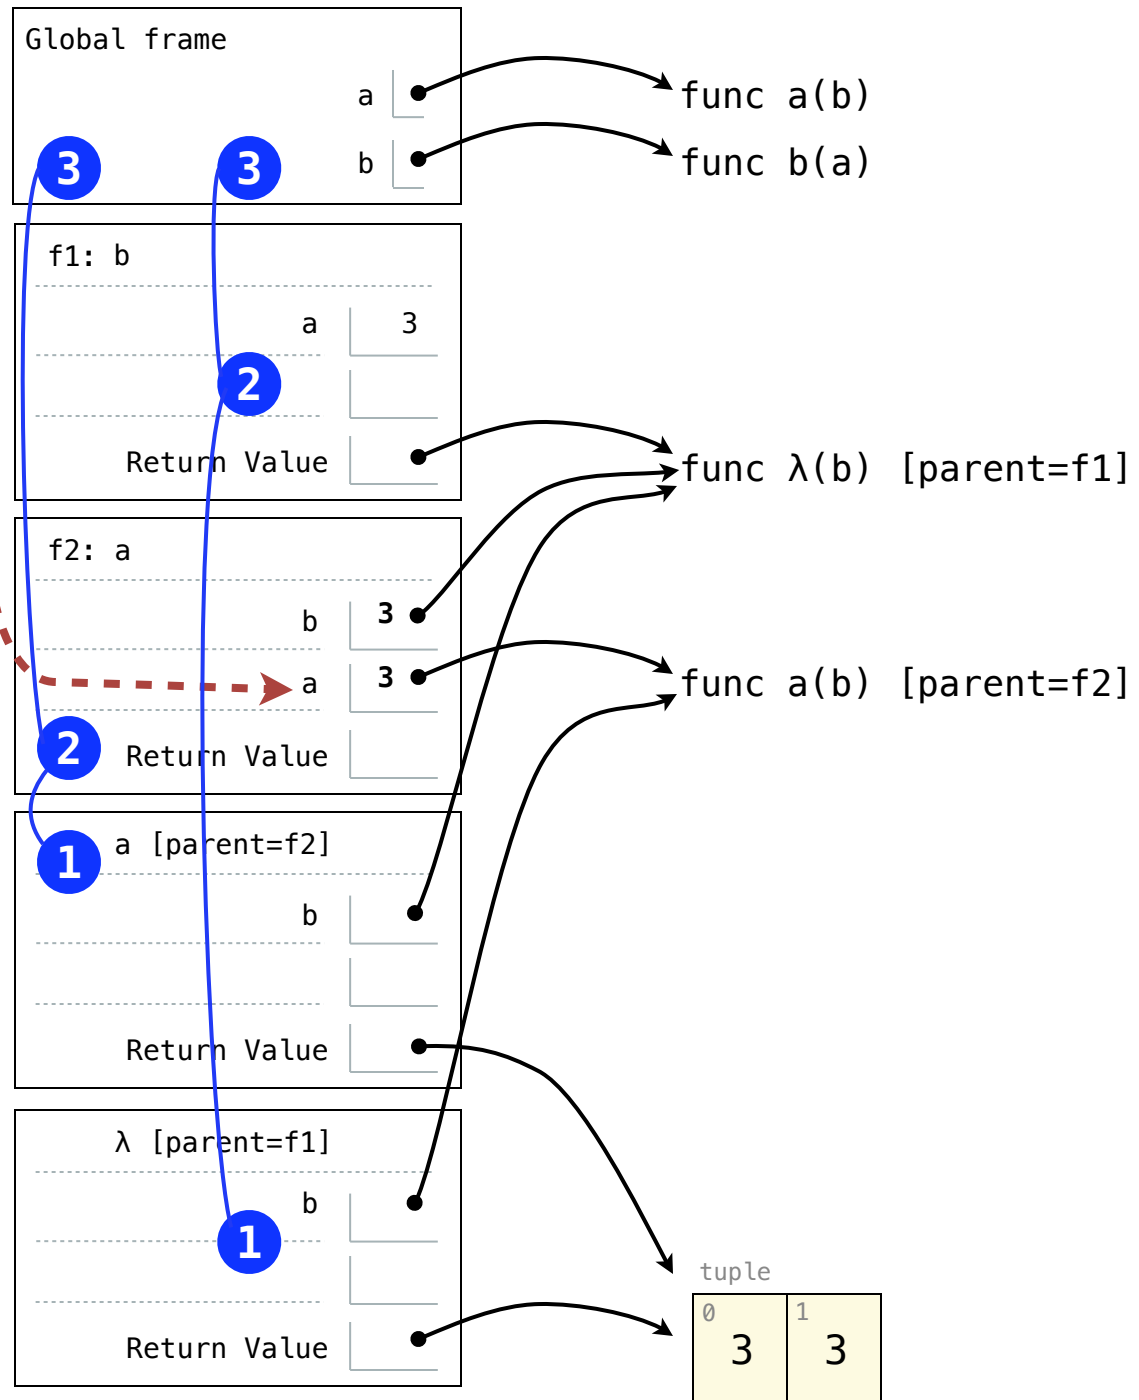 Global frame
a func a(b)
3 3 b func b(a)
f1: b
a 3
2
Return Value func λ(b) [parent=f1]
f2: a
b 3
a 3 func a(b) [parent=f2]
2 Return Value
1 a [parent=f2]
b
Return Value
λ [parent=f1]
b
1
tuple
0 1
Return Value 3 3